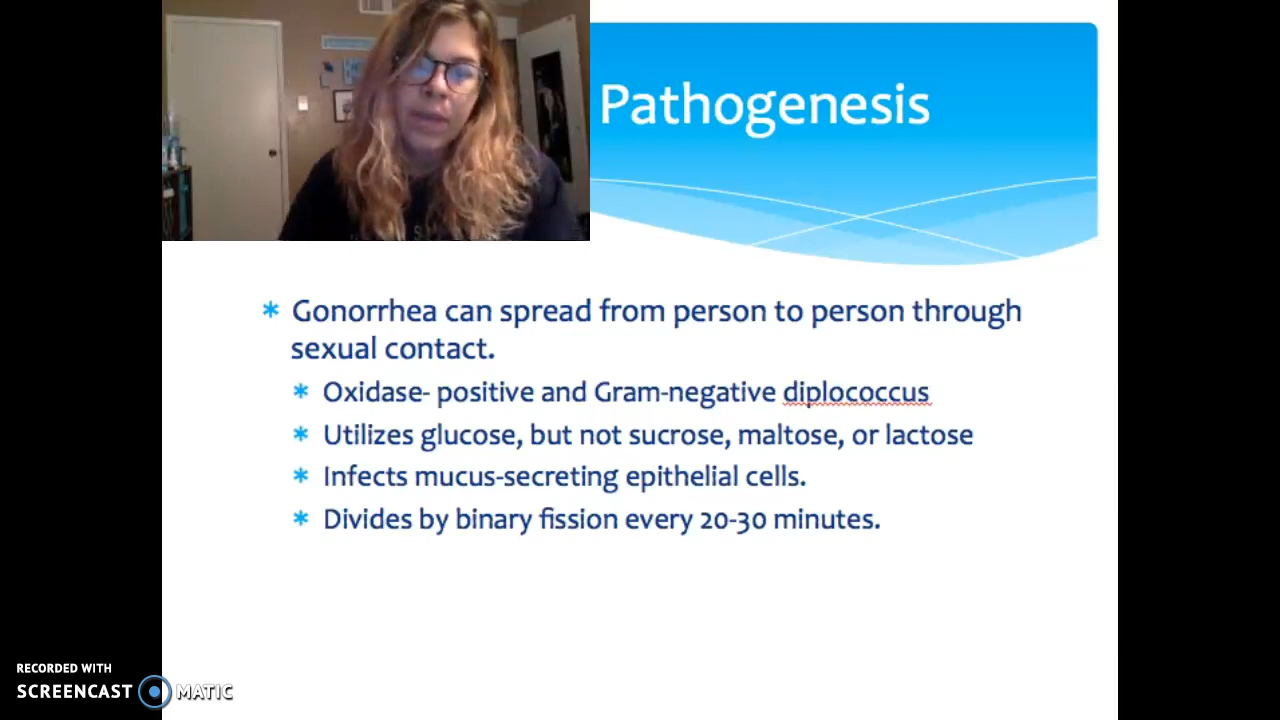 Pathogenesis
* Gonorrhea can spread from person to person through
sexual contact.
* Oxidase- positive and Gram-negative diplococcus
* Utilizes glucose, but not sucrose, maltose, or lactose
* Infects mucus-secreting epithelial cells.
* Divides by binary fission every 20-30 minutes.
RECORDED WITH
SCREENCAST MATIC